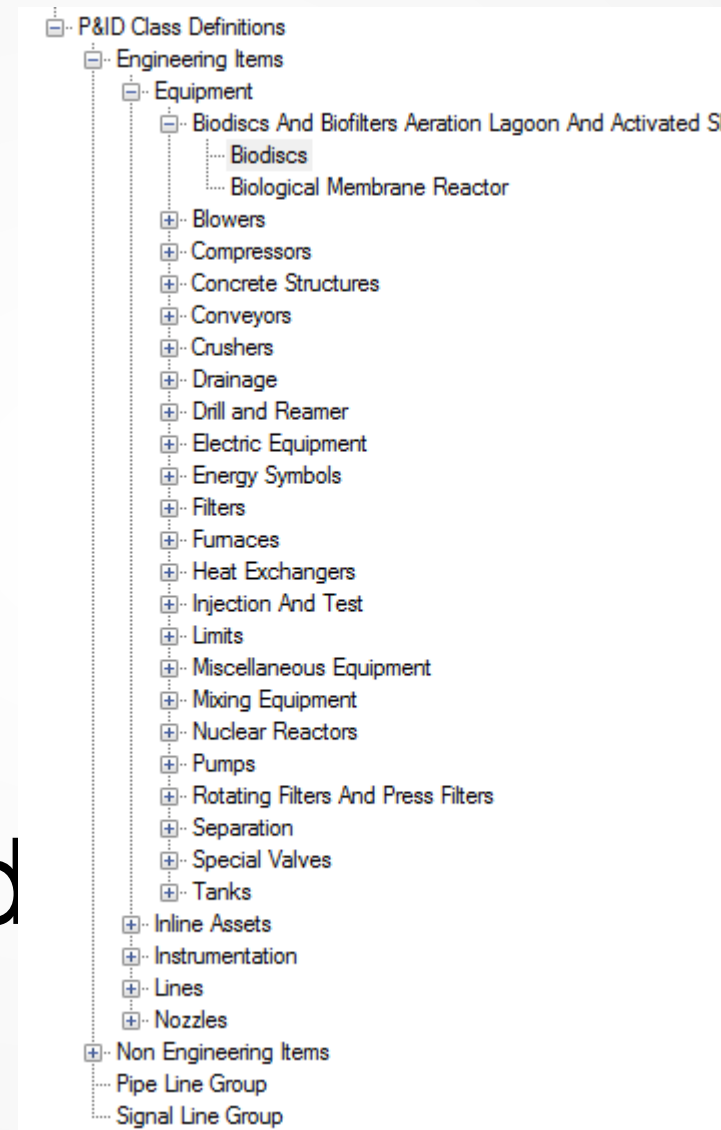 P&ID Class Definitions
Engineering Items
Equipment
Biodiscs And Biofilters Aeration Lagoon And Activated
Biodiscs
Biological Membrane Reactor
Blowers
Compressors
Concrete Structures
Conveyors
Crushers
Drainage
Drill and Reamer
Electric Equipment
Energy Symbols
Filters
Furnaces
Heat Exchangers
Injection And Test
Limits
Miscellaneous Equipment
Mixing Equipment
Nuclear Reactors
Pumps
Rotating Filters And Press Filters
Separation
Special Valves
Tanks
Inline Assets
Instrumentation
Lines
Nozzles
Non Engineering Items
Pipe Line Group
Signal Line Group